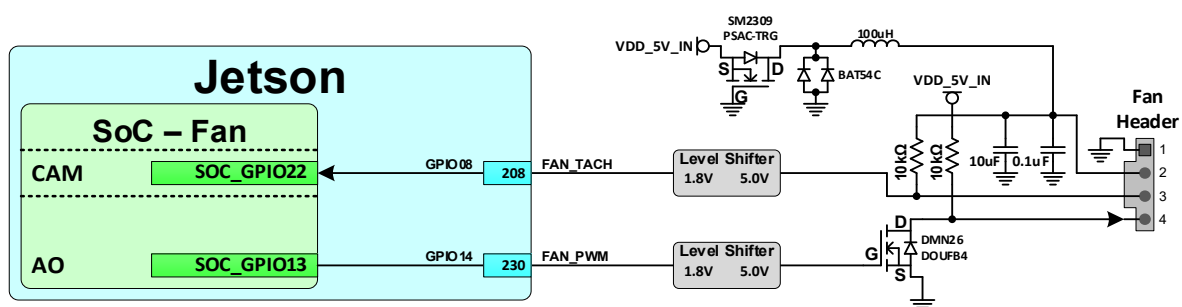 Jetson
SoC – Fan
CAM
SOC_GPIO22
GPIO08
208
FAN_TACH
Level Shifter
1.8V 5.0V
AO
SOC_GPIO13
GPIO14
230
FAN_PWM
Level Shifter
1.8V 5.0V
SM2309
PSAC-TRG
VDD_5V_IN
S
D
G
BAT54C
100uH
VDD_5V_IN
10kΩ
10kΩ
10uF
0.1uF
Fan
Header
1
2
3
4
D
G
S
DMN26
DOUFB4